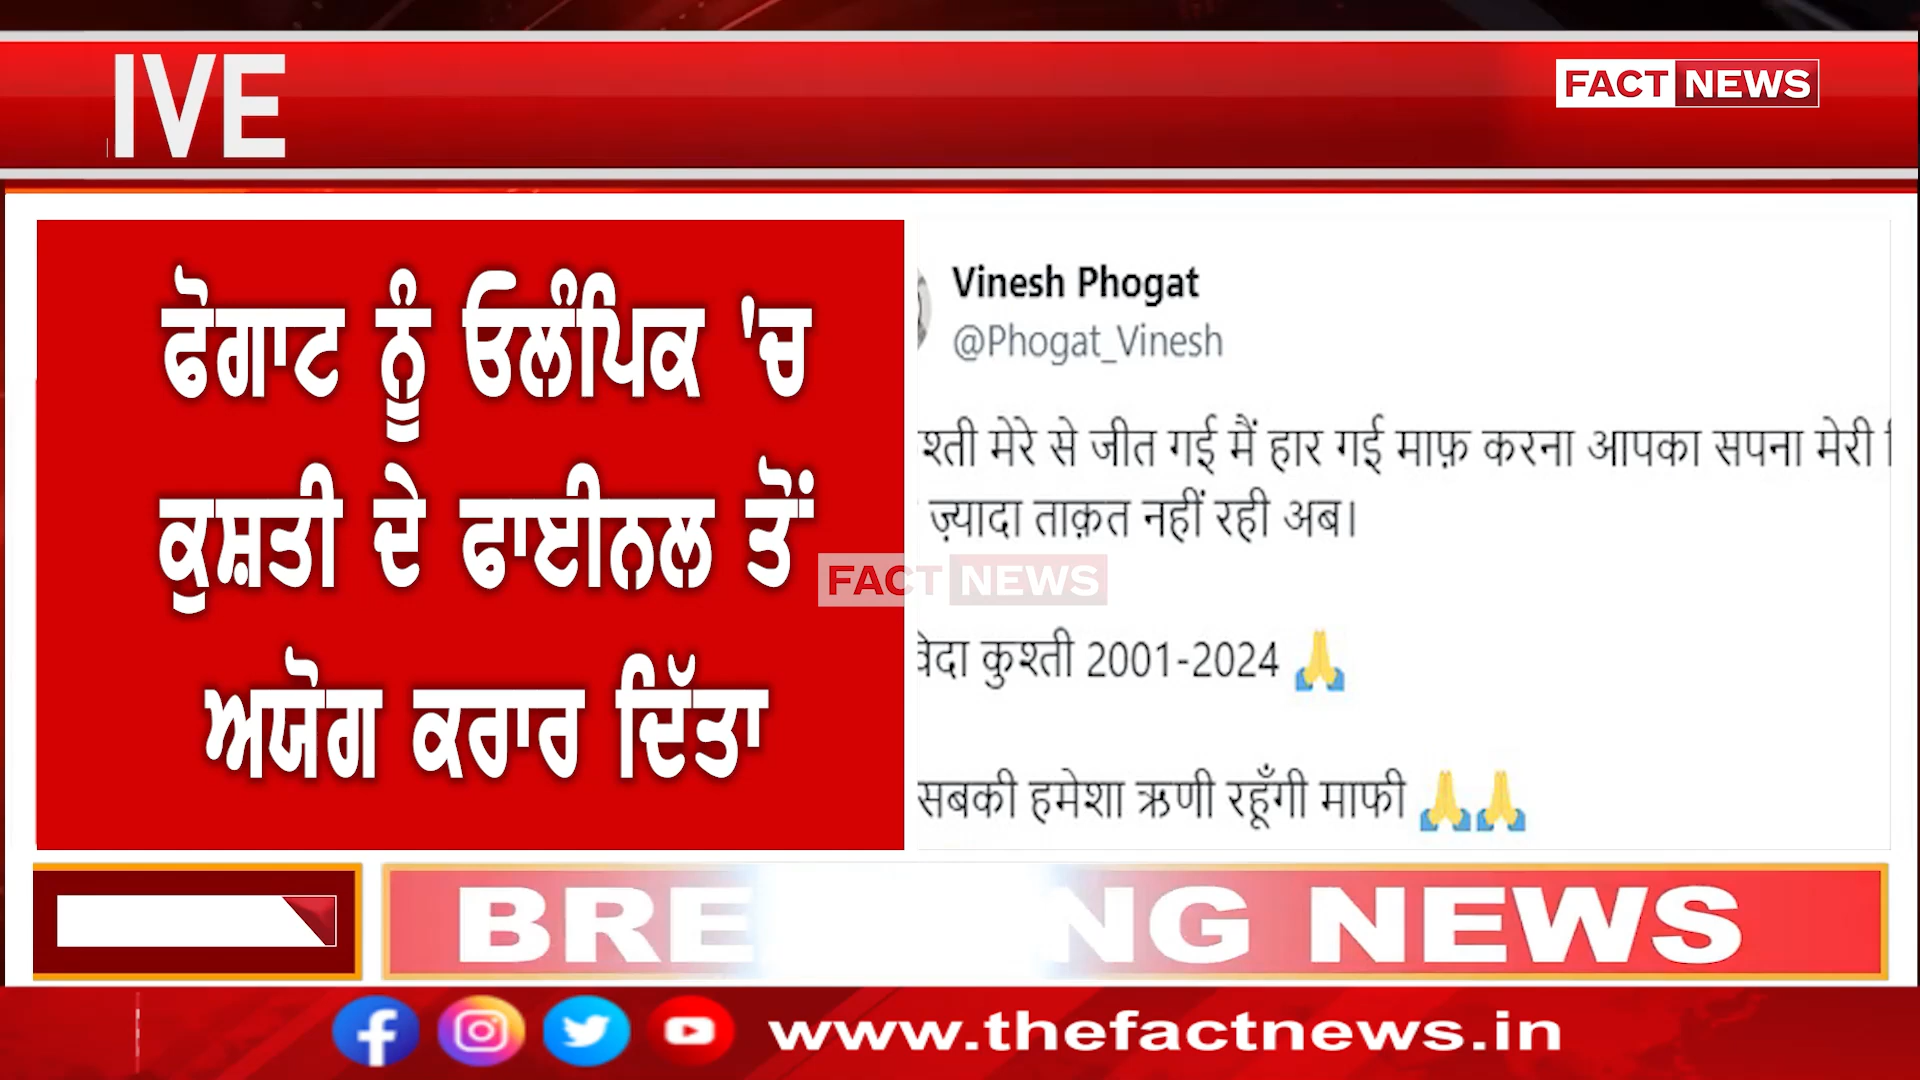 IVE
FACT NEWS
ਫੋਗਾਟ ਨੂੰ ਓਲੰਪਿਕ 'ਚ
ਕੁਸ਼ਤੀ ਦੇ ਫਾਈਨਲ ਤੋਂ
ਅਯੋਗ ਕਰਾਰ ਦਿੱਤਾ
Vinesh Phogat
@Phogat_Vinesh
श्ती मेरे से जीत गई मैं हार गई माफ़ करना आपका सपना मेरी
ज़्यादा ताक़त नहीं रही अब।
वेदा कुश्ती 2001-2024 🙏
सबकी हमेशा ऋणी रहूँगी माफी 🙏🙏
FACT NEWS
BRE NG NEWS
www.thefactnews.in